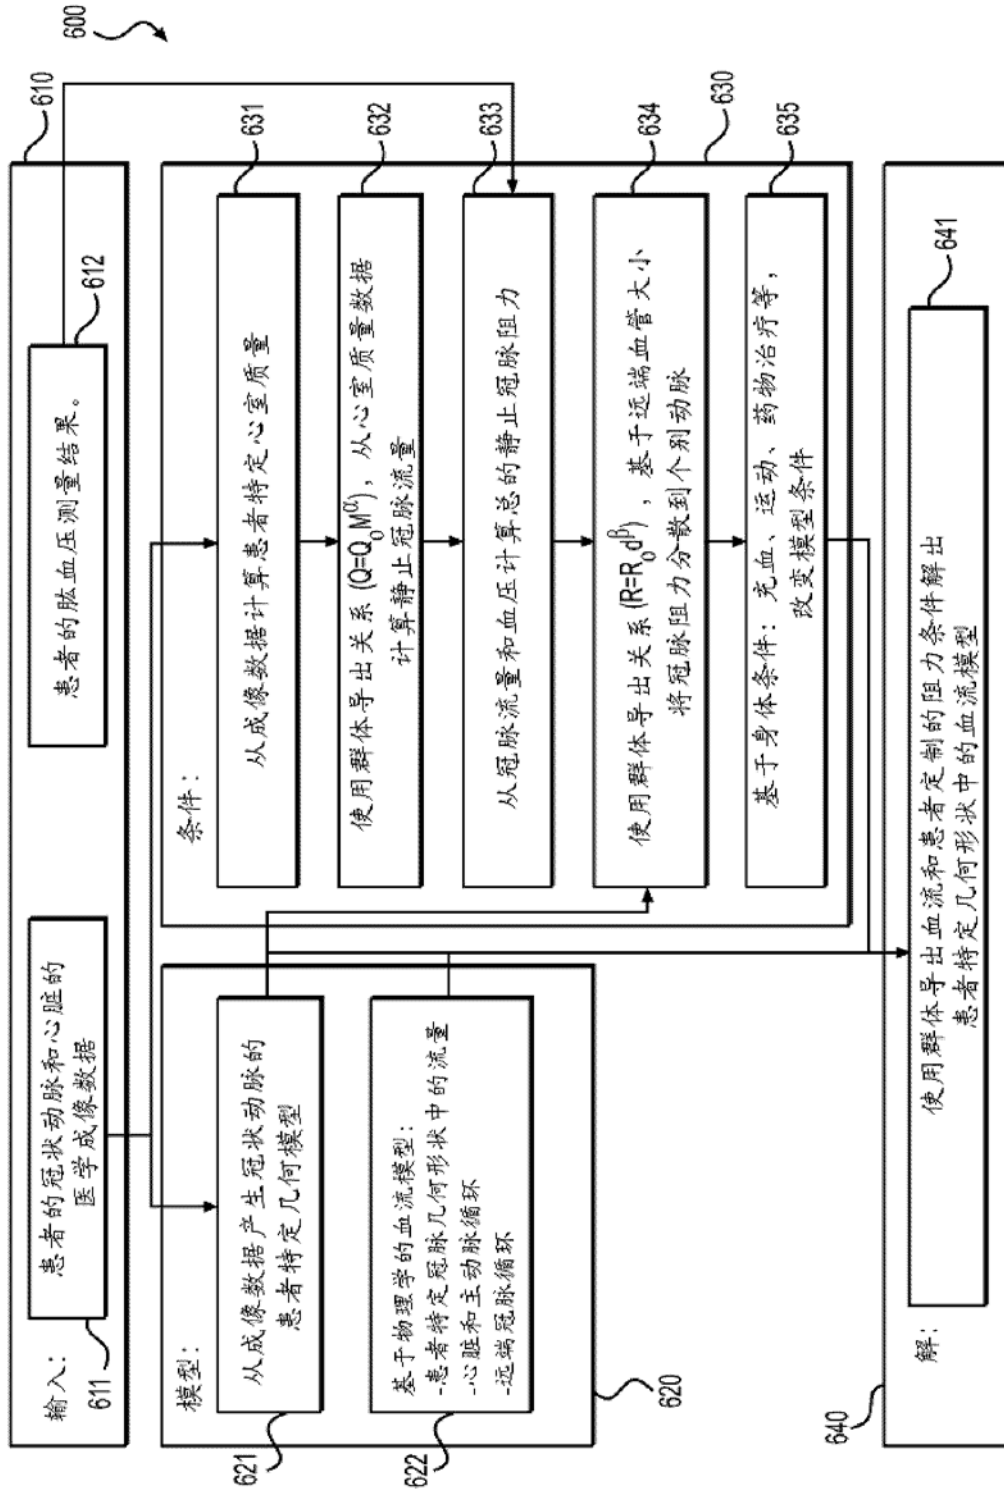 600
610
输入：
患者的冠状动脉和心脏的
医学成像数据
611
患者的肱血压测量结果。
612
模型：
从成像数据产生冠状动脉的
患者特定几何模型
621
基于物理学的血流模型：
-患者特定冠脉几何形状中的流量
-心脏和主动脉循环
-远端冠脉循环
622
620
条件：
从成像数据计算患者特定心室质量
631
使用群体导出关系(Q=Q₀Mᵅ)，从心室质量数据
计算静止冠脉流量
632
从冠脉流量和血压计算总的静止冠脉阻力
633
使用群体导出关系(R=R₀dᵝ)，基于远端血管大小
将冠脉阻力分散到个别动脉
634
基于身体条件：充血、运动、药物治疗等，
改变模型条件
635
630
解：
使用群体导出血流和患者定制的阻力条件解出
患者特定几何形状中的血流模型
641
640